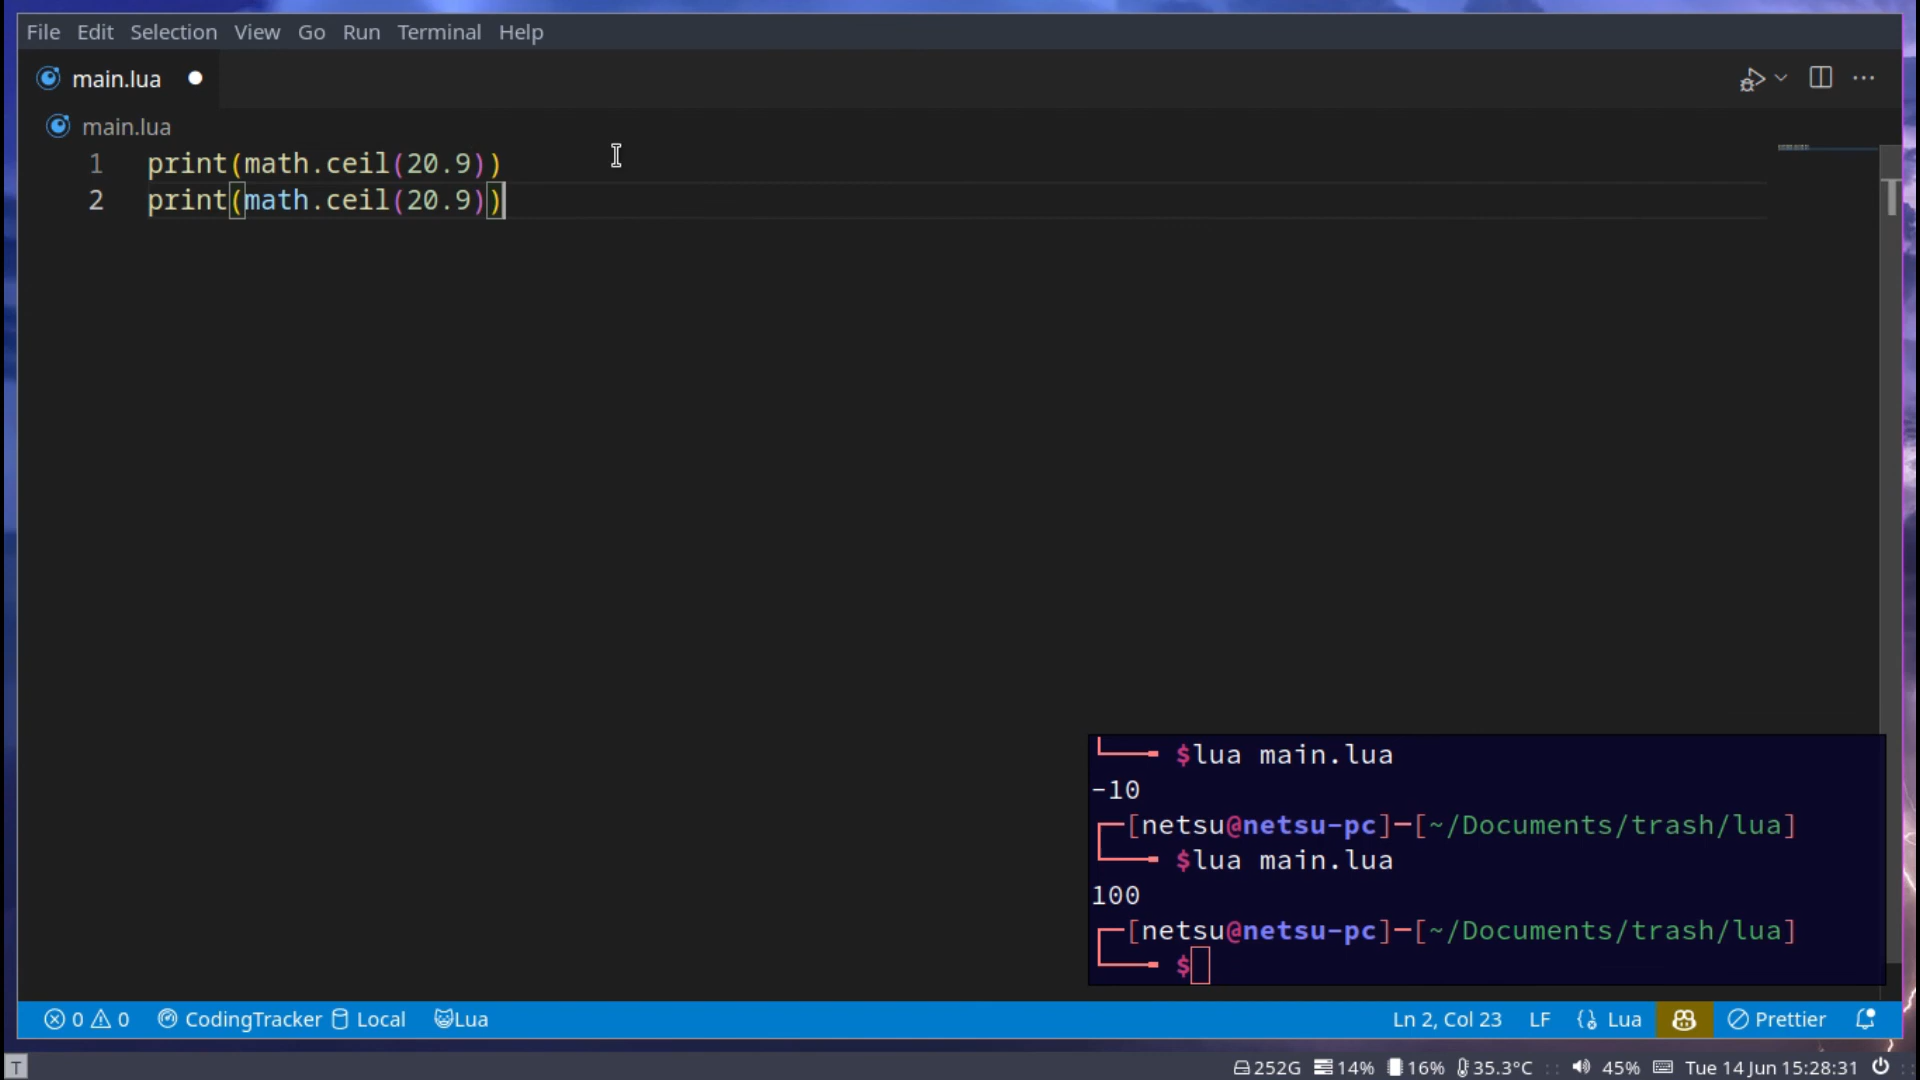 File Edit Selection View Go Run Terminal Help
main.lua
main.lua
1 print(math.ceil(20.9))
2 print(math.ceil(20.9))
$lua main.lua
-10
[netsu@netsu-pc]-[~/Documents/trash/lua]
$lua main.lua
100
[netsu@netsu-pc]-[~/Documents/trash/lua]
$
0 0 CodingTracker Local Lua Ln 2, Col 23 LF Lua Prettier
T 252G 14% 16% 35.3°C 45% Tue 14 Jun 15:28:31